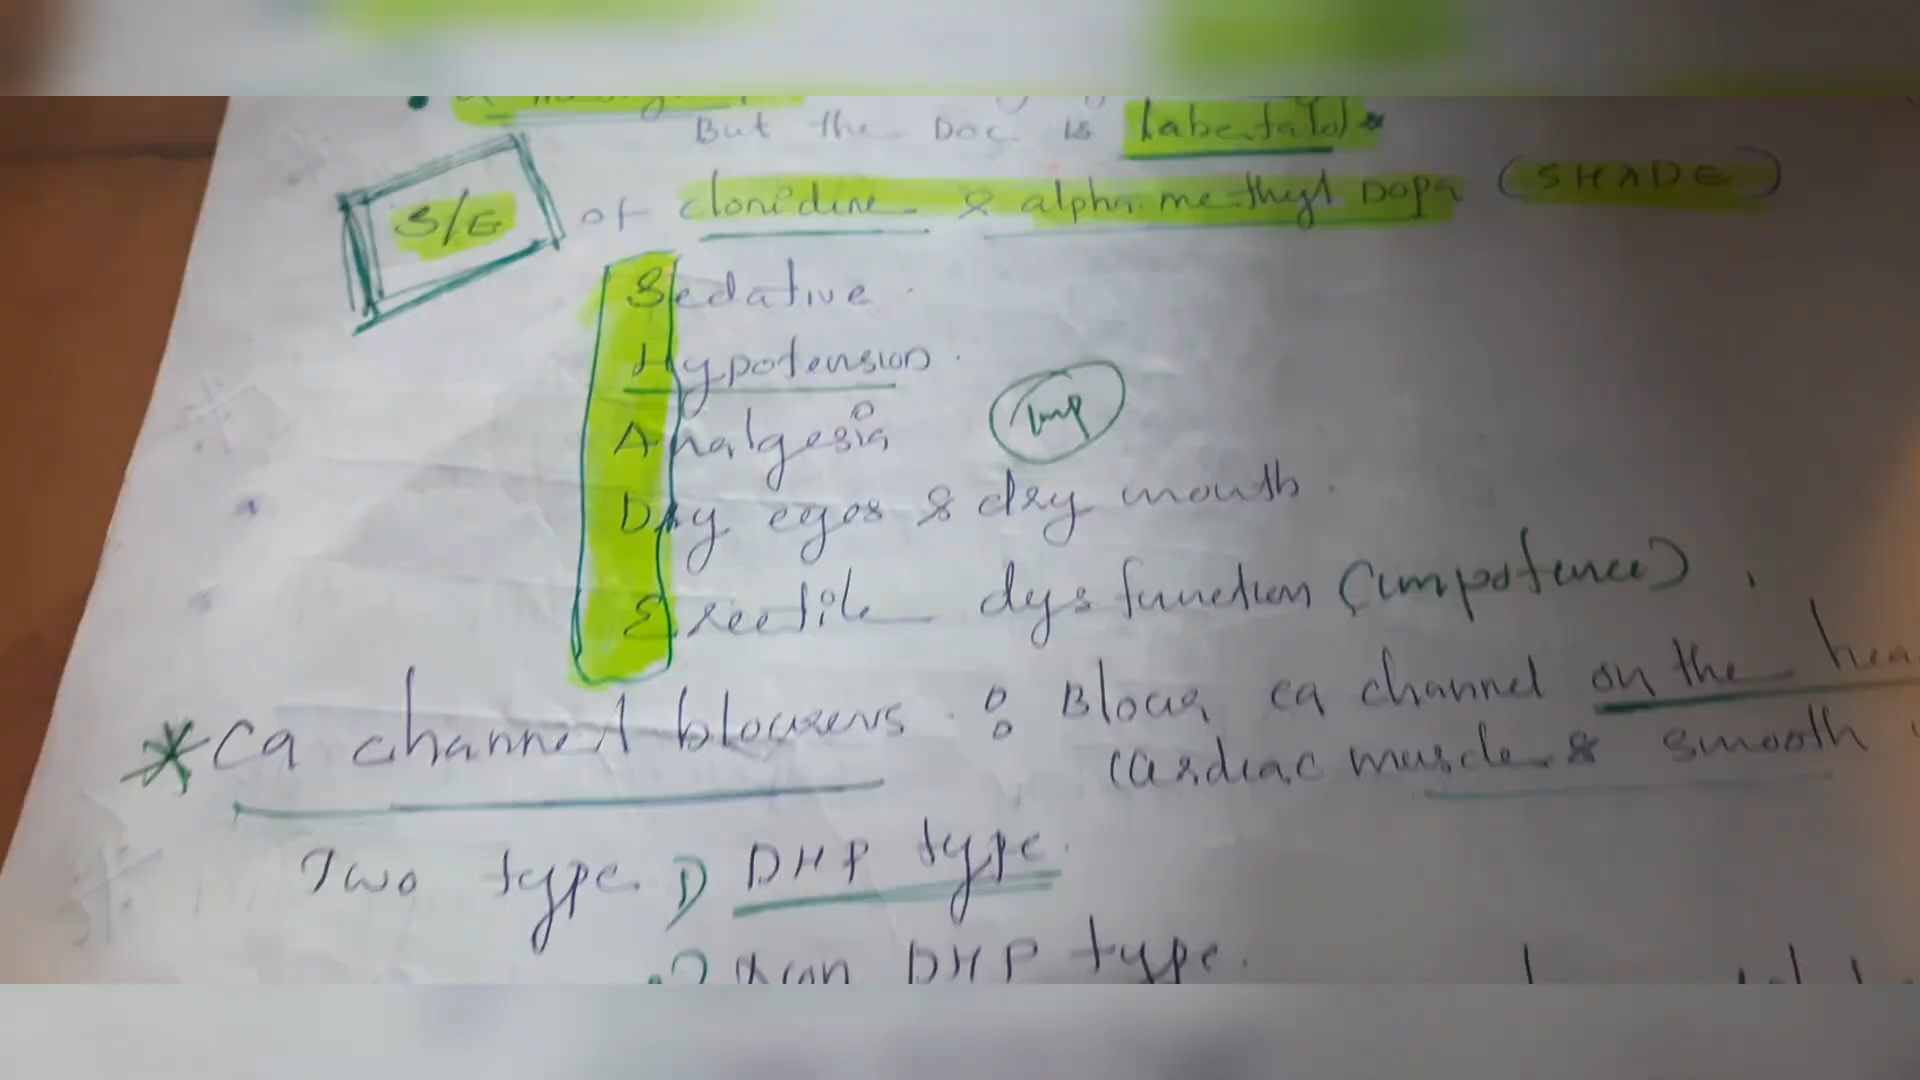 But the Doc is labetalol
S/E of clonidine & alpha methyl Dopa (SHADE)
Sedative
Hypotension
Analgesia
Imp
Dry eyes & dry mouth.
Erectile dysfunction (impotence)
* Ca channel blockers : Block ca channel on the
cardiac muscle & smooth
Two type 1) DHP type.
DHP type.